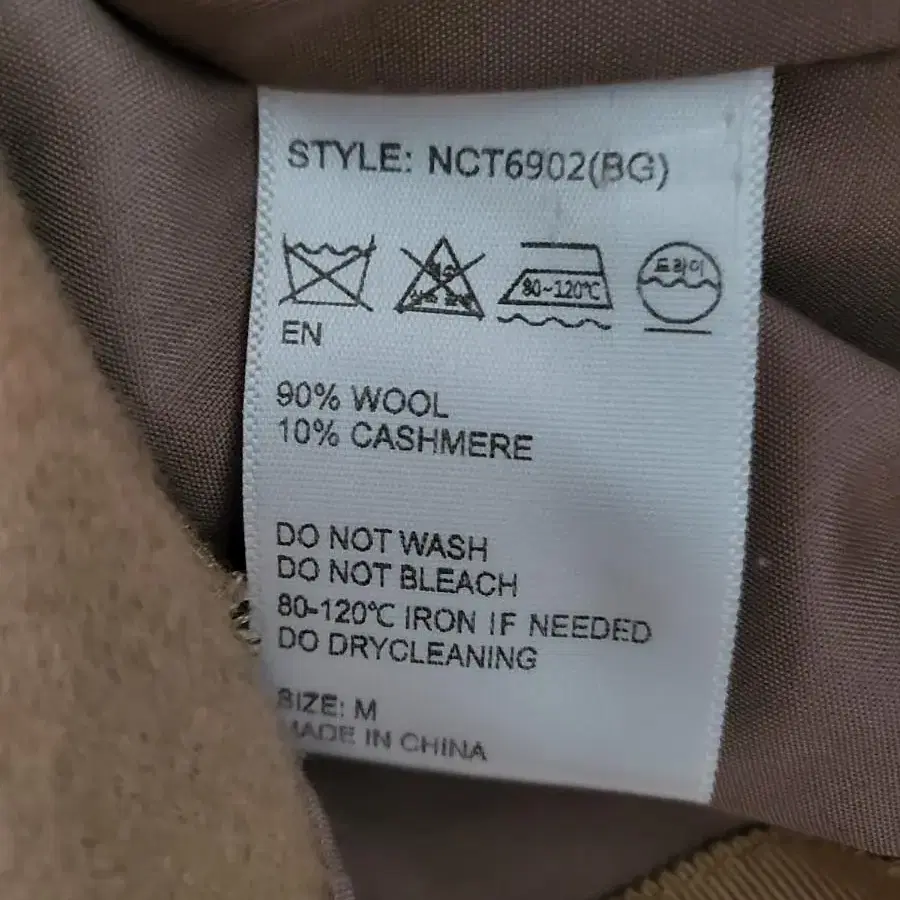 STYLE: NCT6902(BG)
80~120℃ 드라이
EN
90% WOOL
10% CASHMERE
DO NOT WASH
DO NOT BLEACH
80-120℃ IRON IF NEEDED
DO DRYCLEANING
SIZE: M
MADE IN CHINA